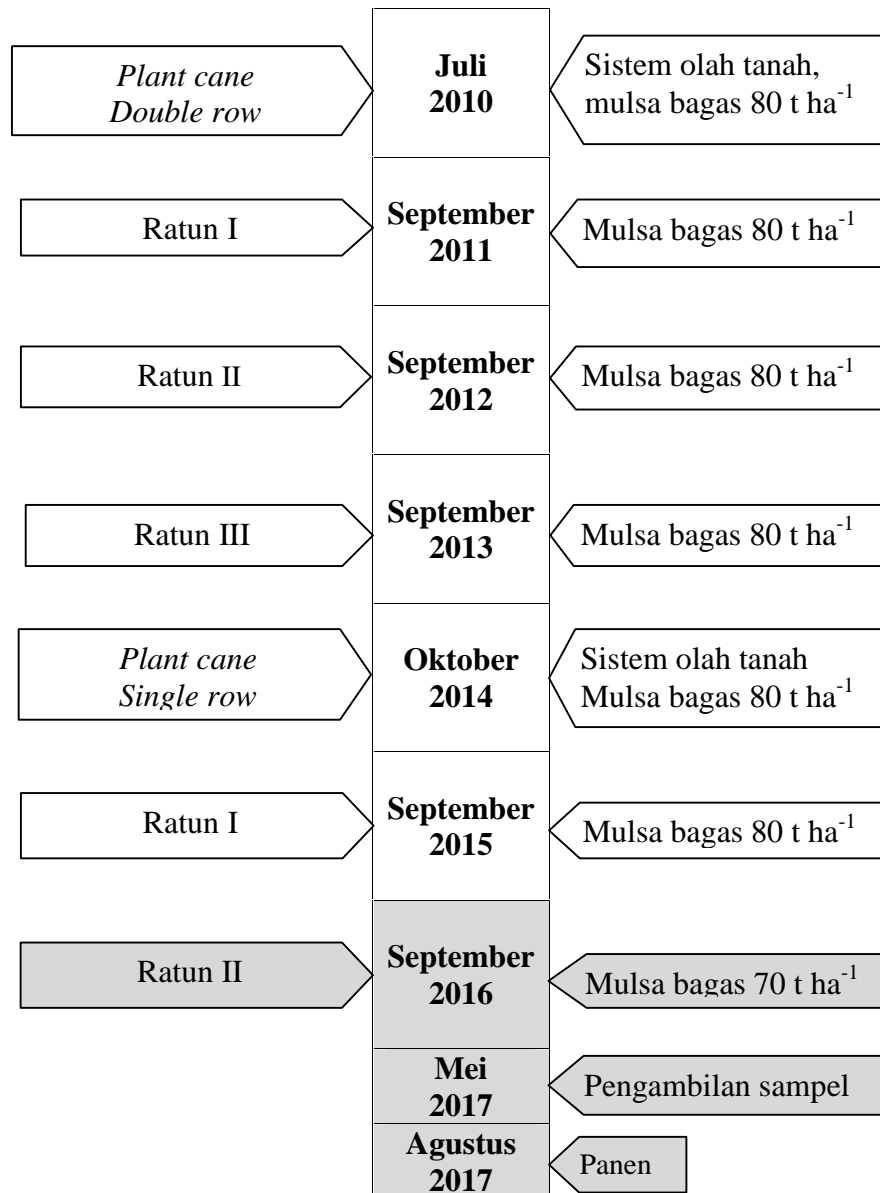 Plant cane
Double row
Juli
2010
Sistem olah tanah,
mulsa bagas 80 t ha⁻¹
Ratun I
September
2011
Mulsa bagas 80 t ha⁻¹
Ratun II
September
2012
Mulsa bagas 80 t ha⁻¹
Ratun III
September
2013
Mulsa bagas 80 t ha⁻¹
Plant cane
Single row
Oktober
2014
Sistem olah tanah
Mulsa bagas 80 t ha⁻¹
Ratun I
September
2015
Mulsa bagas 80 t ha⁻¹
Ratun II
September
2016
Mulsa bagas 70 t ha⁻¹
Mei
2017
Pengambilan sampel
Agustus
2017
Panen